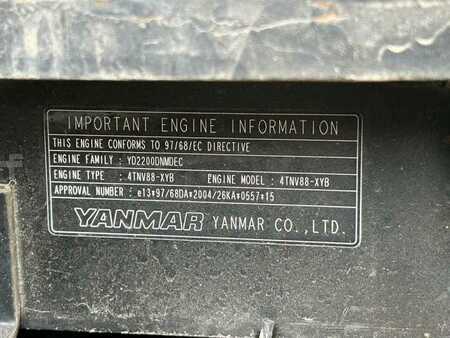 IMPORTANT ENGINE INFORMATION
THIS ENGINE CONFORMS TO 97/68/EC DIRECTIVE
ENGINE FAMILY : YD2200DNMDEC
ENGINE TYPE : 4TNV88-XYB ENGINE MODEL : 4TNV88-XYB
APPROVAL NUMBER : e13*97/68DA*2004/26KA*0557*15
YANMAR YANMAR CO.,LTD.